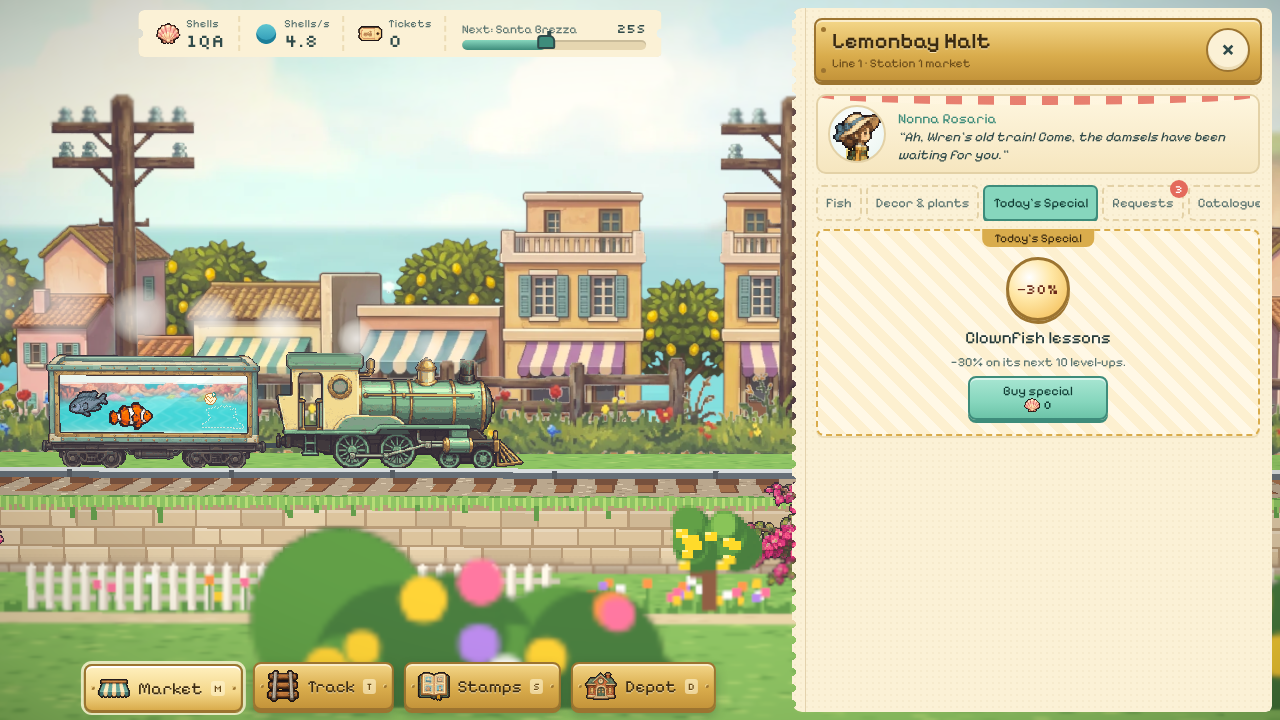 Shells
1QA
Shells/s
4.8
Tickets
0
Next: Santa Brezza
25S
Lemonbay Halt
Line 1 · Station 1 market
×
Nonna Rosaria
“Ah, Wren's old train! Come, the damsels have been
waiting for you.”
Fish
Decor & plants
Today's Special
Requests
3
Catalogue
Today's Special
-30%
Clownfish lessons
-30% on its next 10 level-ups.
Buy special
0
Market
M
Track
T
Stamps
S
Depot
D